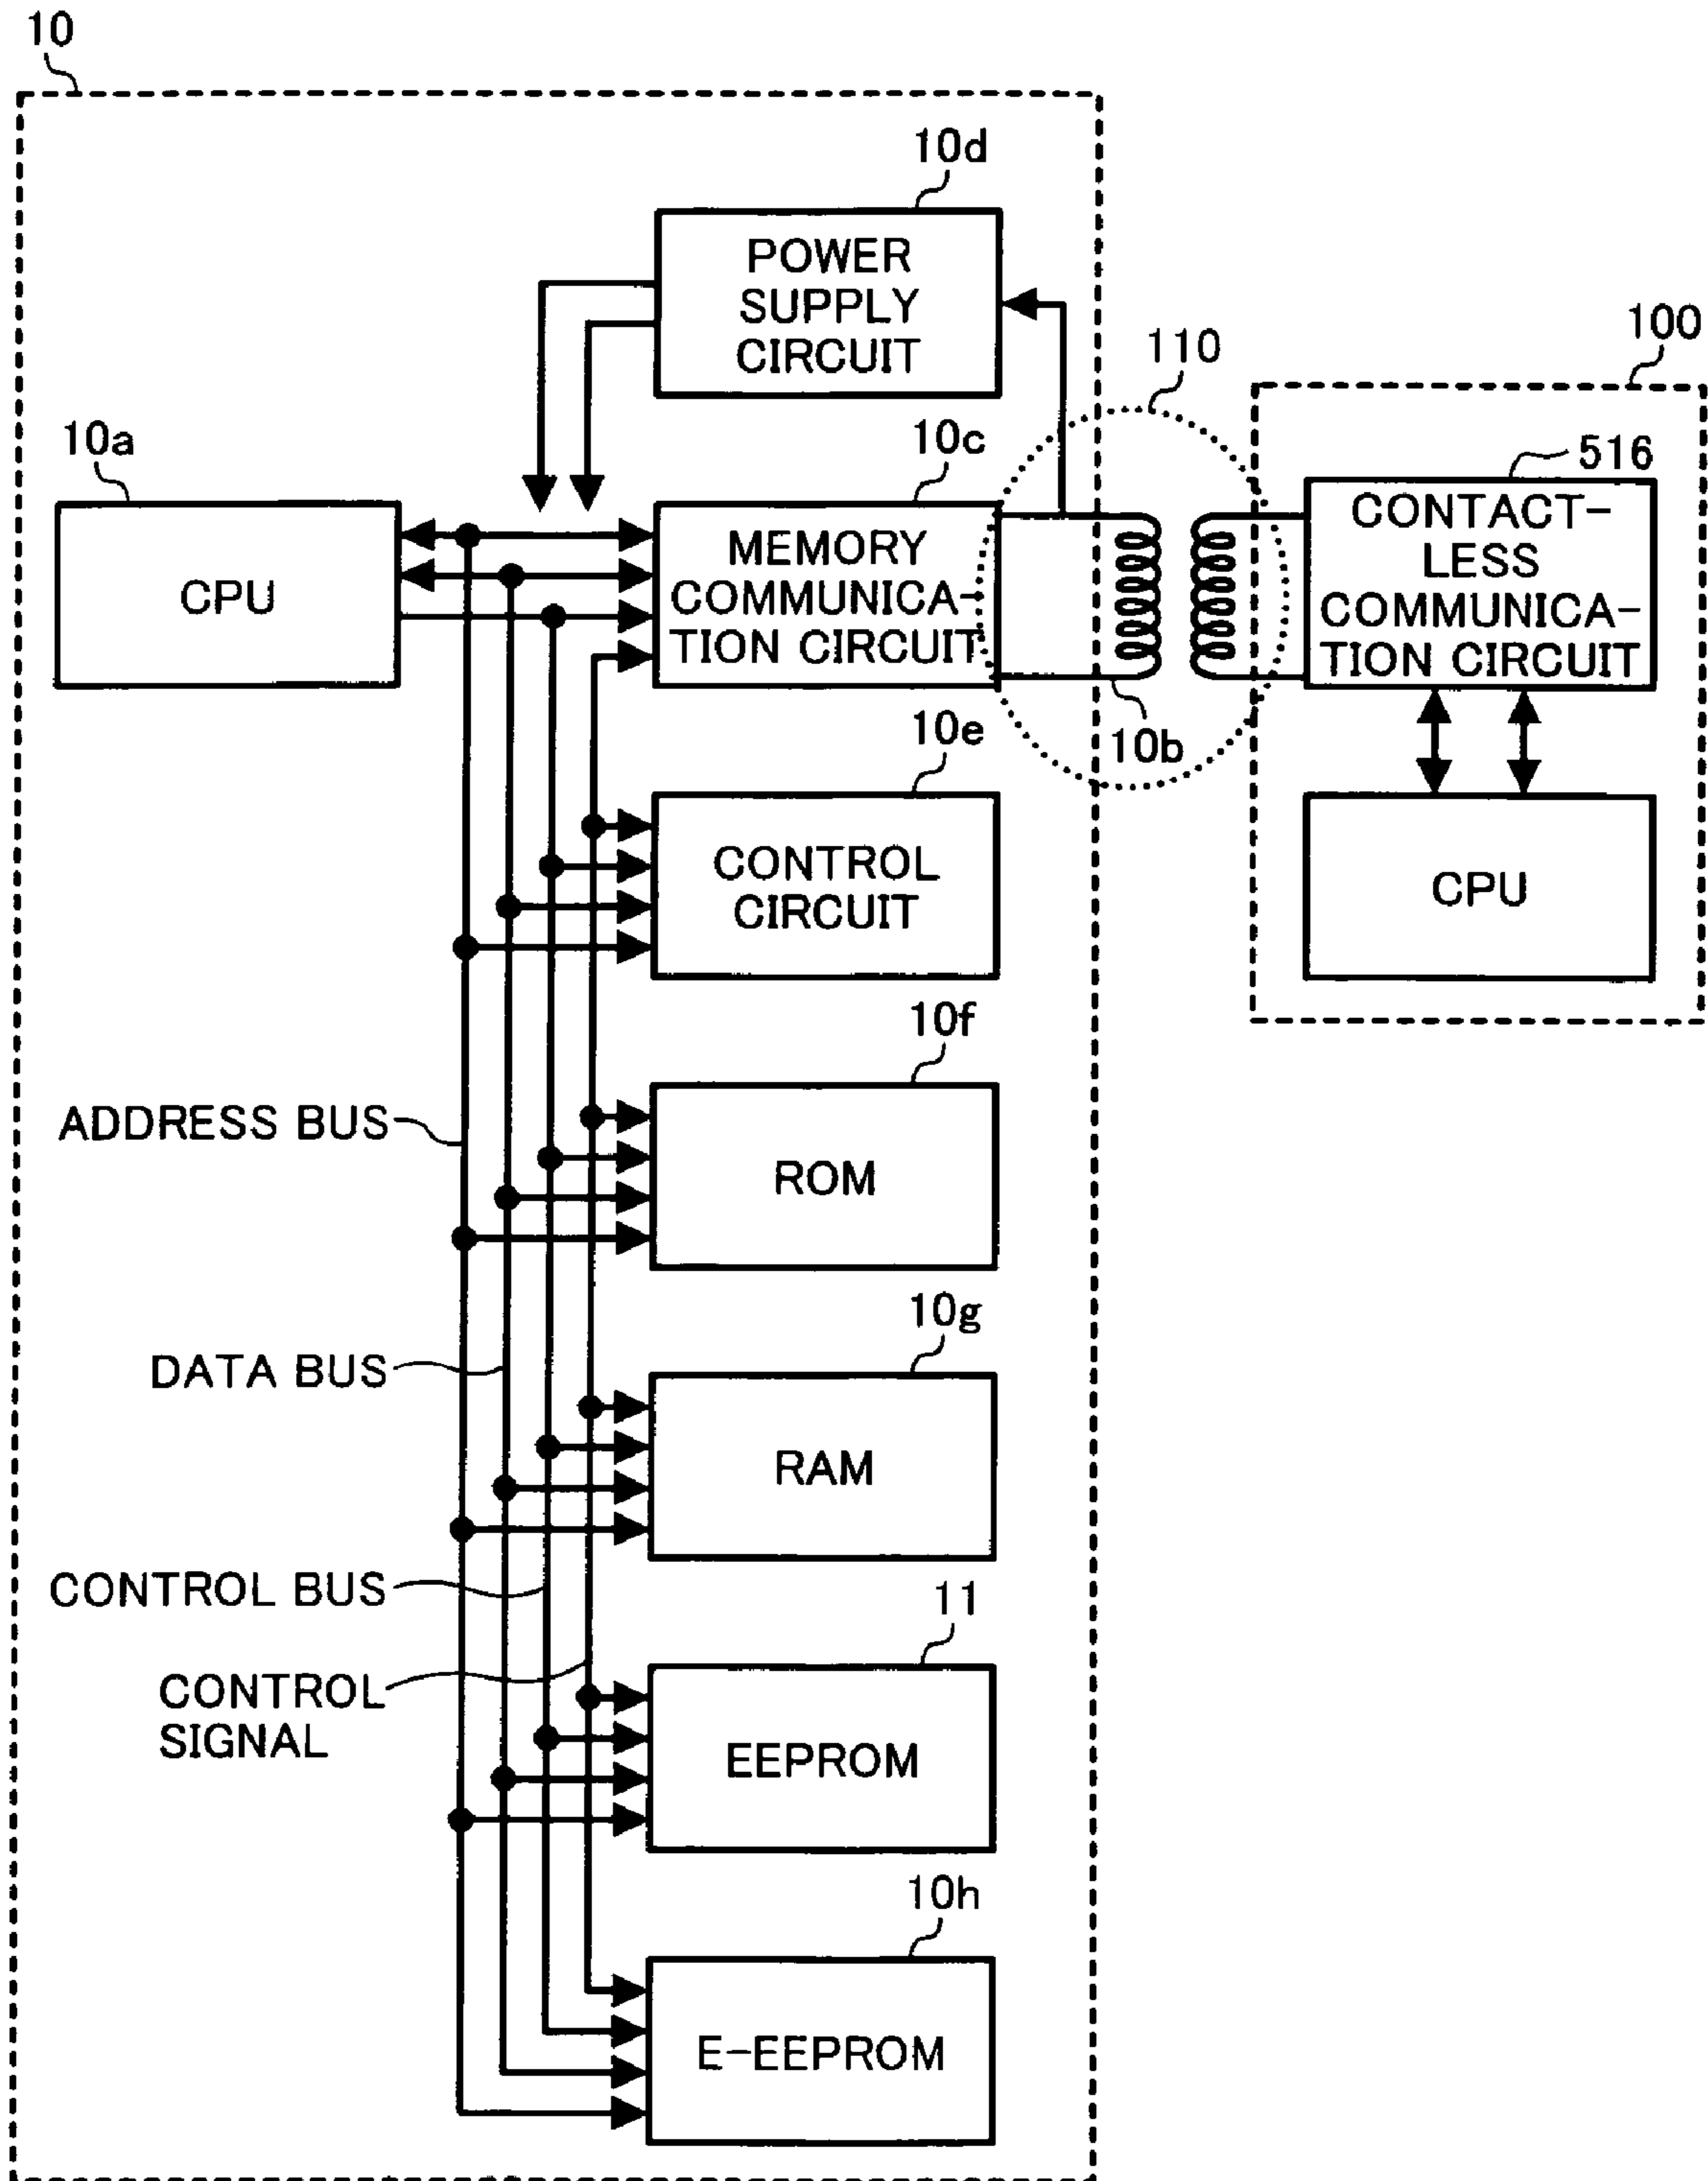 10
10d
POWER
SUPPLY
CIRCUIT
110
100
10a
CPU
10c
MEMORY
COMMUNICA-
TION CIRCUIT
516
CONTACT-
LESS
COMMUNICA-
TION CIRCUIT
10b
CPU
10e
CONTROL
CIRCUIT
10f
ROM
ADDRESS BUS
10g
RAM
DATA BUS
CONTROL BUS
11
EEPROM
CONTROL
SIGNAL
10h
E-EEPROM